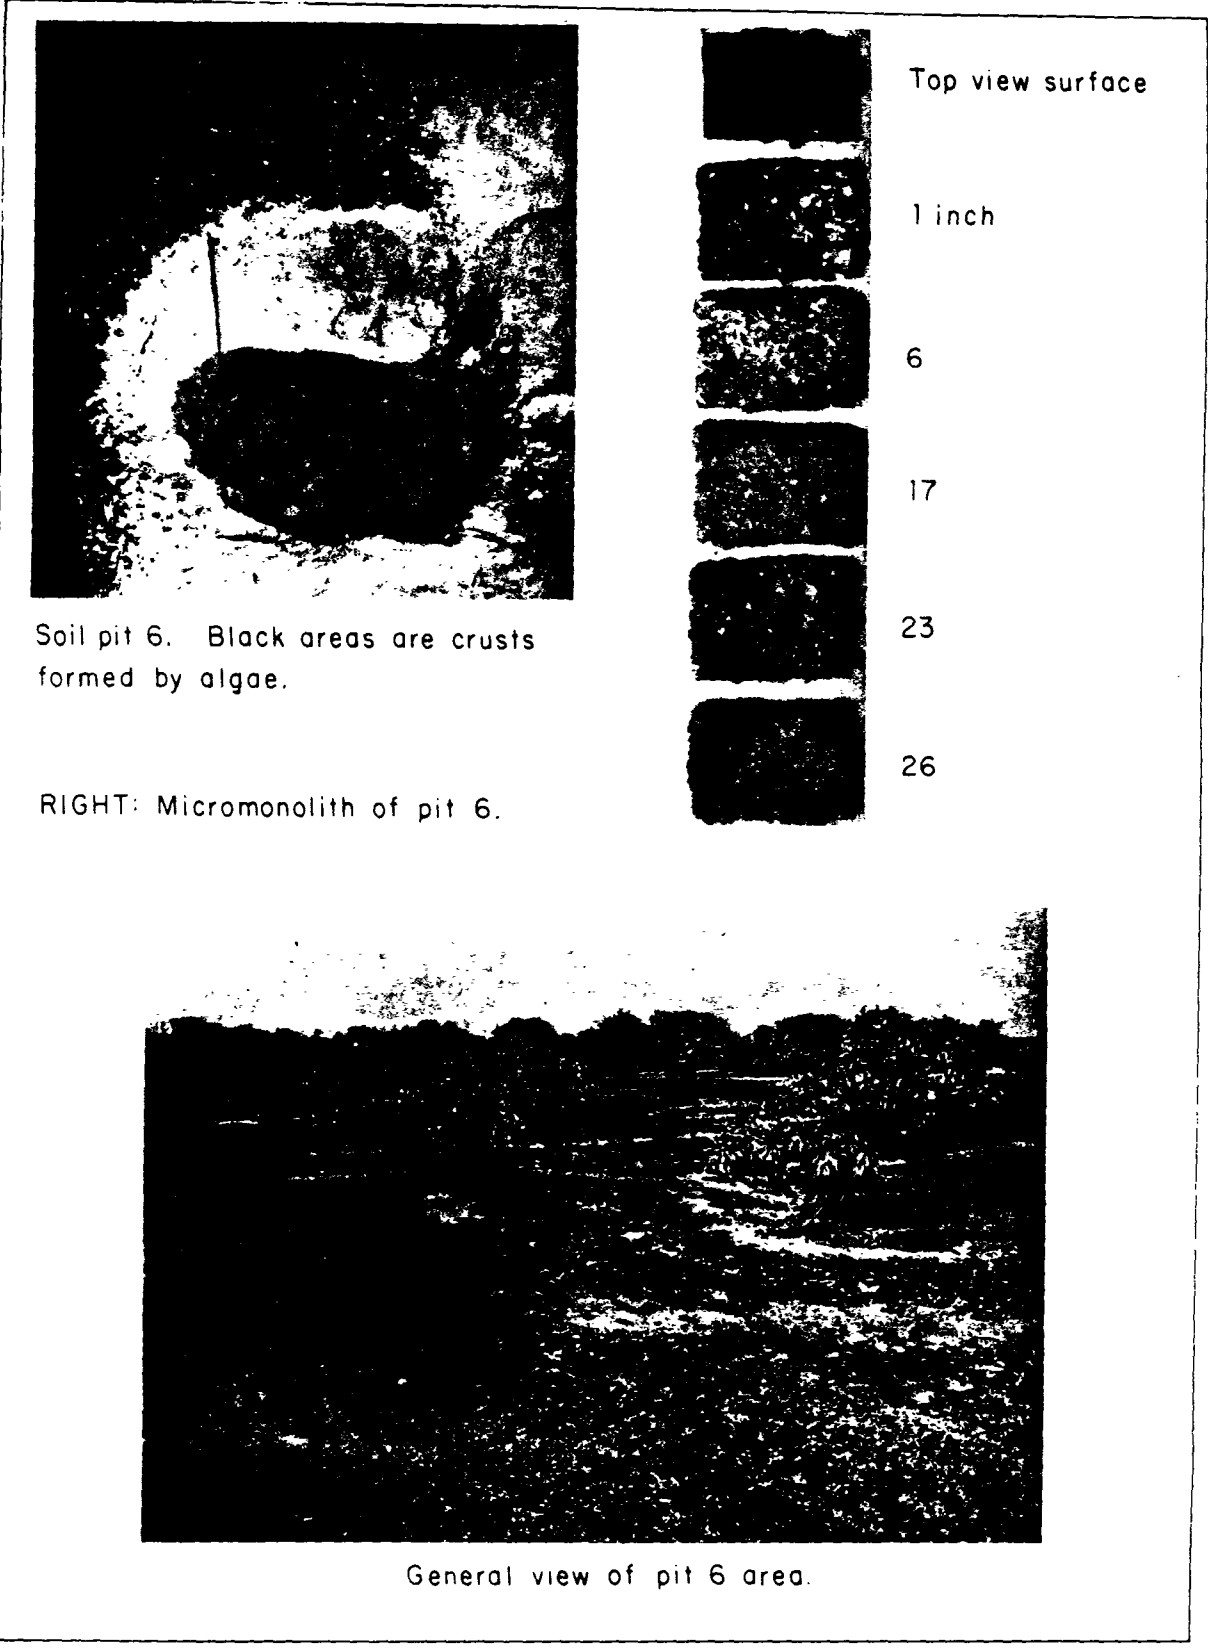 Top view surface
1 inch
6
17
23
26
Soil pit 6. Black areas are crusts
formed by algae.
RIGHT: Micromonolith of pit 6.
General view of pit 6 area.